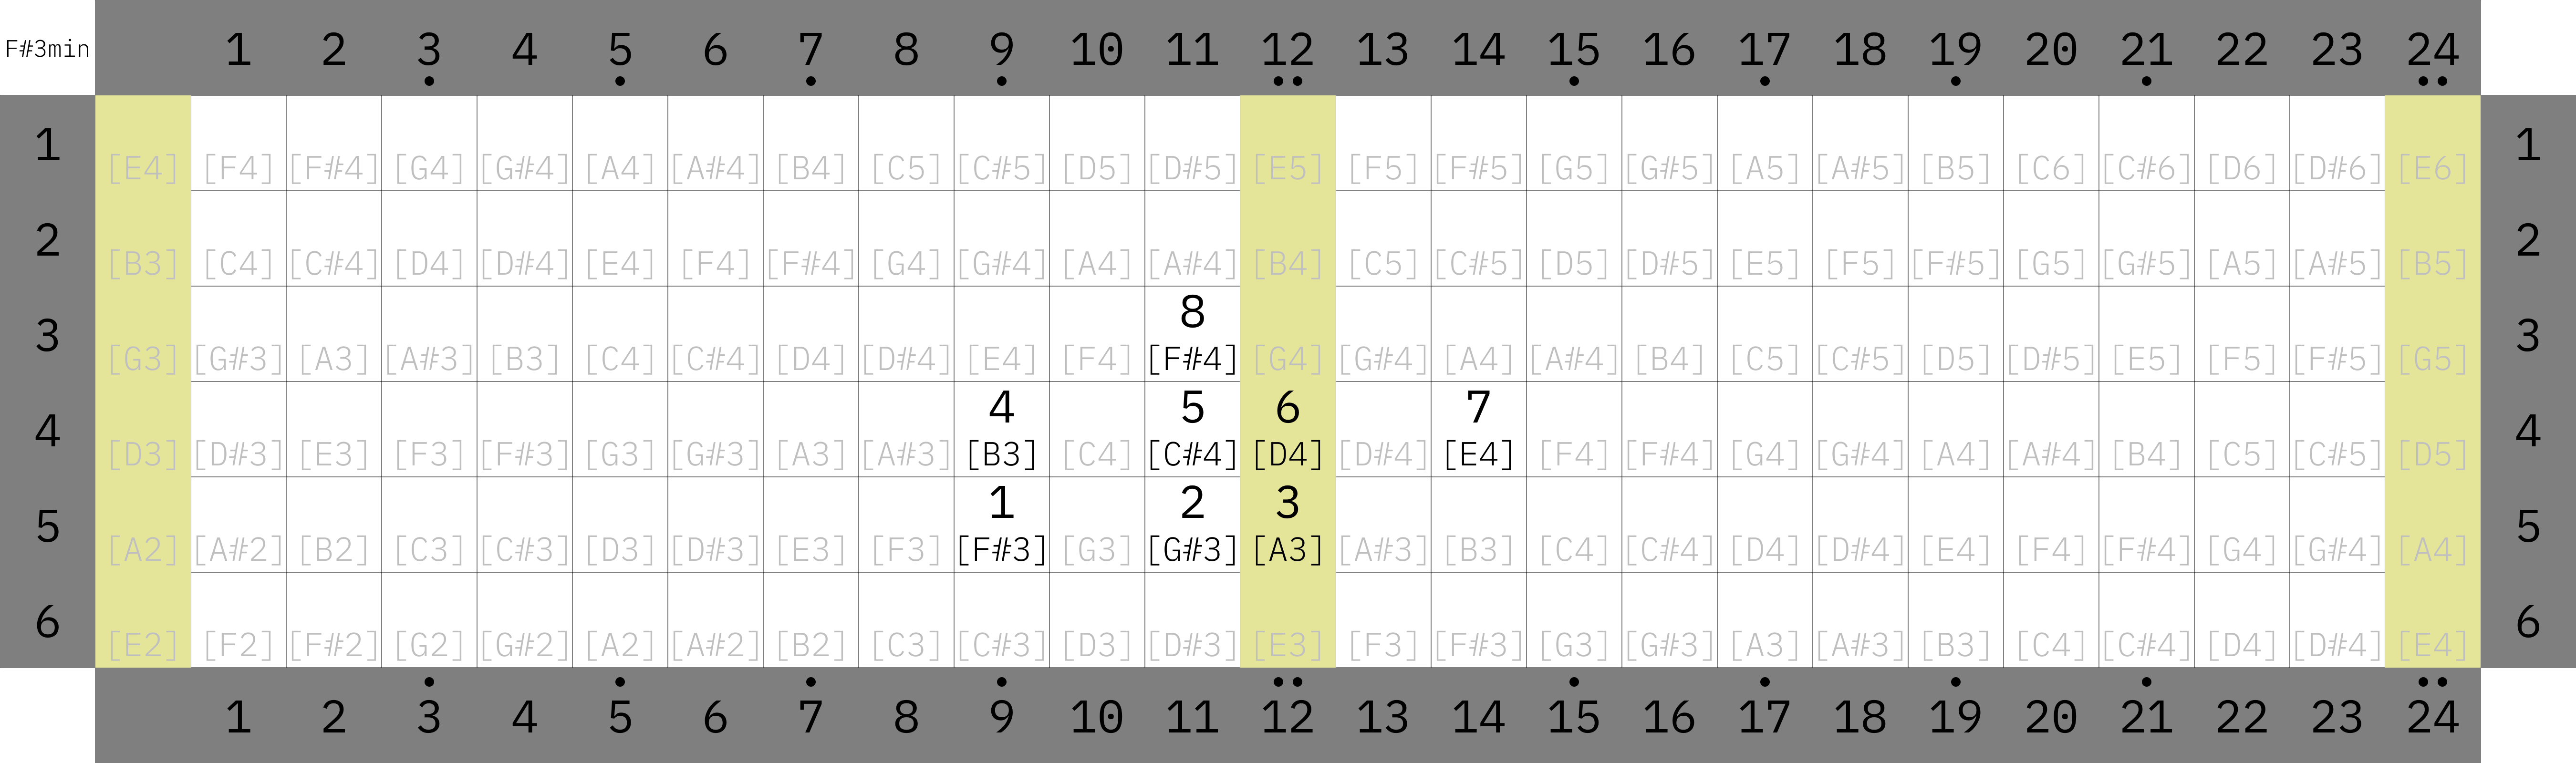 F#3min 1 2 3 4 5 6 7 8 9 10 11 12 13 14 15 16 17 18 19 20 21 22 23 24
1 [E4] [F4] [F#4] [G4] [G#4] [A4] [A#4] [B4] [C5] [C#5] [D5] [D#5] [E5] [F5] [F#5] [G5] [G#5] [A5] [A#5] [B5] [C6] [C#6] [D6] [D#6] [E6] 1
2 [B3] [C4] [C#4] [D4] [D#4] [E4] [F4] [F#4] [G4] [G#4] [A4] [A#4] [B4] [C5] [C#5] [D5] [D#5] [E5] [F5] [F#5] [G5] [G#5] [A5] [A#5] [B5] 2
8
3 [G3] [G#3] [A3] [A#3] [B3] [C4] [C#4] [D4] [D#4] [E4] [F4] [F#4] [G4] [G#4] [A4] [A#4] [B4] [C5] [C#5] [D5] [D#5] [E5] [F5] [F#5] [G5] 3
4 5 6 7
4 [D3] [D#3] [E3] [F3] [F#3] [G3] [G#3] [A3] [A#3] [B3] [C4] [C#4] [D4] [D#4] [E4] [F4] [F#4] [G4] [G#4] [A4] [A#4] [B4] [C5] [C#5] [D5] 4
1 2 3
5 [A2] [A#2] [B2] [C3] [C#3] [D3] [D#3] [E3] [F3] [F#3] [G3] [G#3] [A3] [A#3] [B3] [C4] [C#4] [D4] [D#4] [E4] [F4] [F#4] [G4] [G#4] [A4] 5
6 [E2] [F2] [F#2] [G2] [G#2] [A2] [A#2] [B2] [C3] [C#3] [D3] [D#3] [E3] [F3] [F#3] [G3] [G#3] [A3] [A#3] [B3] [C4] [C#4] [D4] [D#4] [E4] 6
1 2 3 4 5 6 7 8 9 10 11 12 13 14 15 16 17 18 19 20 21 22 23 24